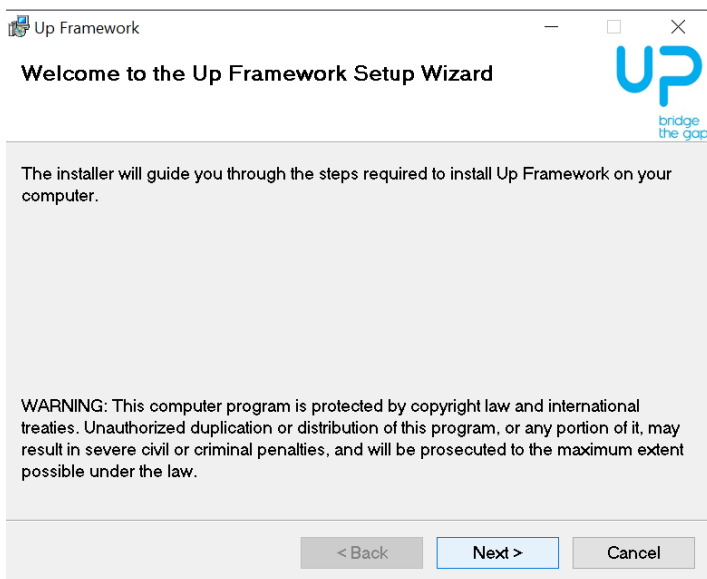 Up Framework
Welcome to the Up Framework Setup Wizard
UP
bridge
the gap
The installer will guide you through the steps required to install Up Framework on your
computer.
WARNING: This computer program is protected by copyright law and international
treaties. Unauthorized duplication or distribution of this program, or any portion of it, may
result in severe civil or criminal penalties, and will be prosecuted to the maximum extent
possible under the law.
< Back Next > Cancel